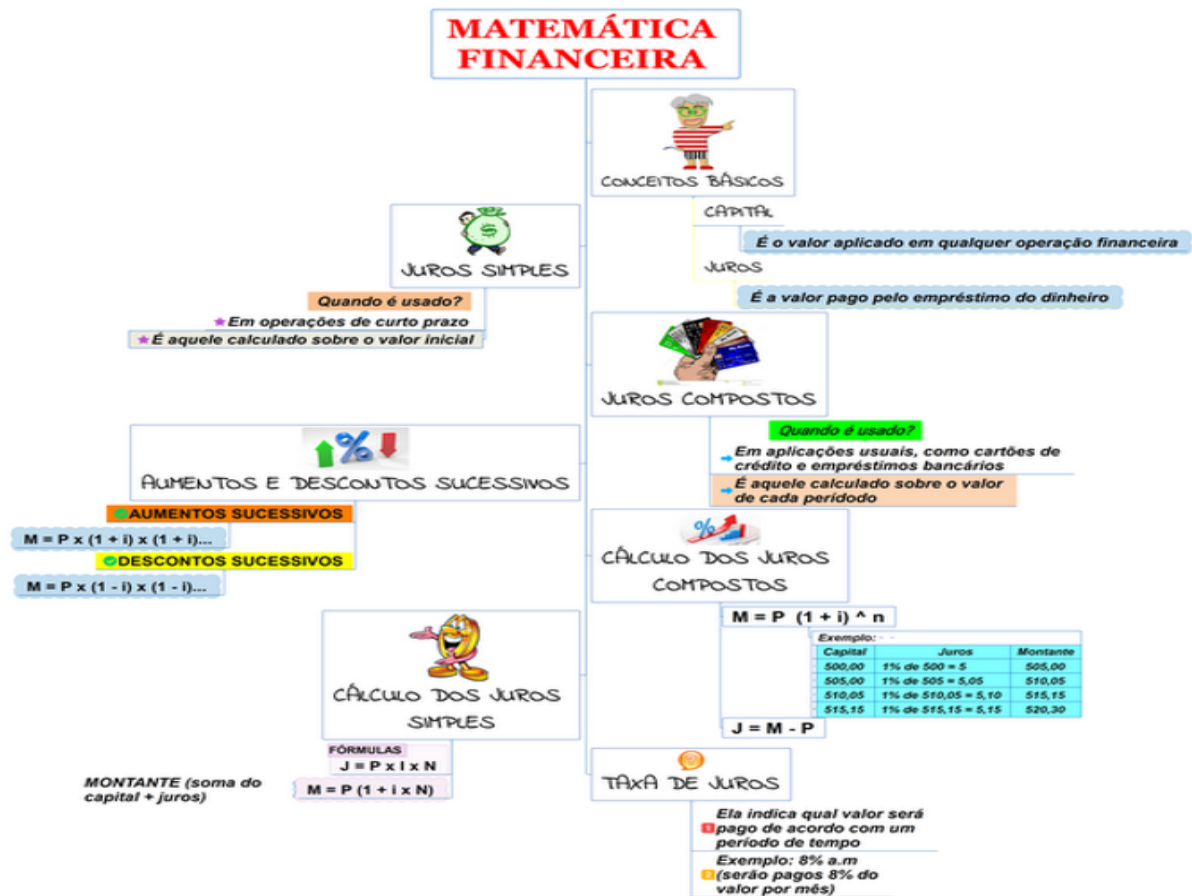 MATEMÁTICA
FINANCEIRA
CONCEITOS BÁSICOS
CAPITAL
É o valor aplicado em qualquer operação financeira
JUROS
É a valor pago pelo empréstimo do dinheiro
JUROS SIMPLES
Quando é usado?
Em operações de curto prazo
É aquele calculado sobre o valor inicial
JUROS COMPOSTOS
Quando é usado?
Em aplicações usuais, como cartões de
crédito e empréstimos bancários
É aquele calculado sobre o valor
de cada perídodo
AUMENTOS E DESCONTOS SUCESSIVOS
AUMENTOS SUCESSIVOS
M = P x (1 + i) x (1 + i)...
DESCONTOS SUCESSIVOS
M = P x (1 - i) x (1 - i)...
CÁLCULO DOS JUROS
COMPOSTOS
M = P (1 + i) ^ n
Exemplo: - -
Capital Juros Montante
500,00 1% de 500 = 5 505,00
505,00 1% de 505 = 5,05 510,05
510,05 1% de 510,05 = 5,10 515,15
515,15 1% de 515,15 = 5,15 520,30
J = M - P
CÁLCULO DOS JUROS
SIMPLES
FÓRMULAS
J = P x I x N
M = P (1 + i x N)
MONTANTE (soma do
capital + juros)
TAXA DE JUROS
1 Ela indica qual valor será
pago de acordo com um
período de tempo
2 Exemplo: 8% a.m
(serão pagos 8% do
valor por mês)